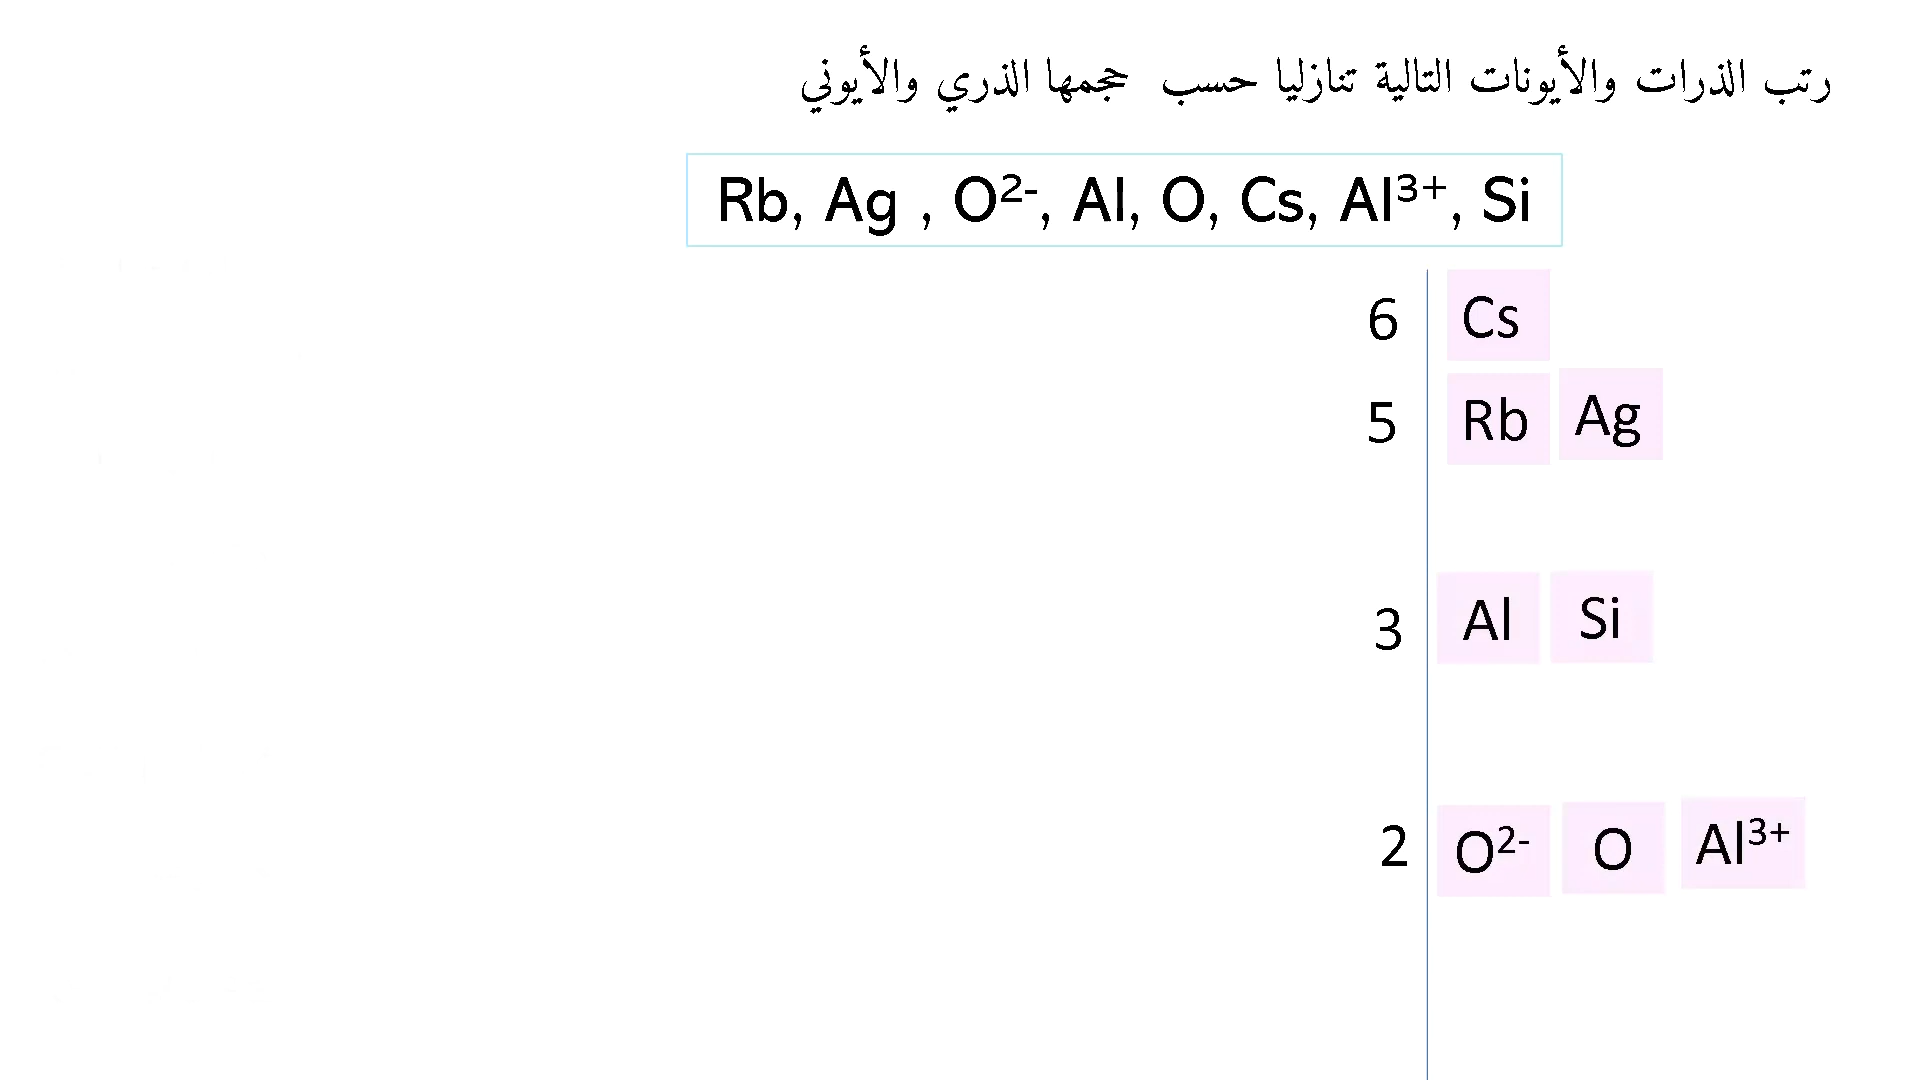 رتب الذرات والأيونات التالية تنازليا حسب حجمها الذري والأيوني
Rb, Ag , O²⁻, Al, O, Cs, Al³⁺, Si
6 Cs
5 Rb Ag
3 Al Si
2 O²⁻ O Al³⁺